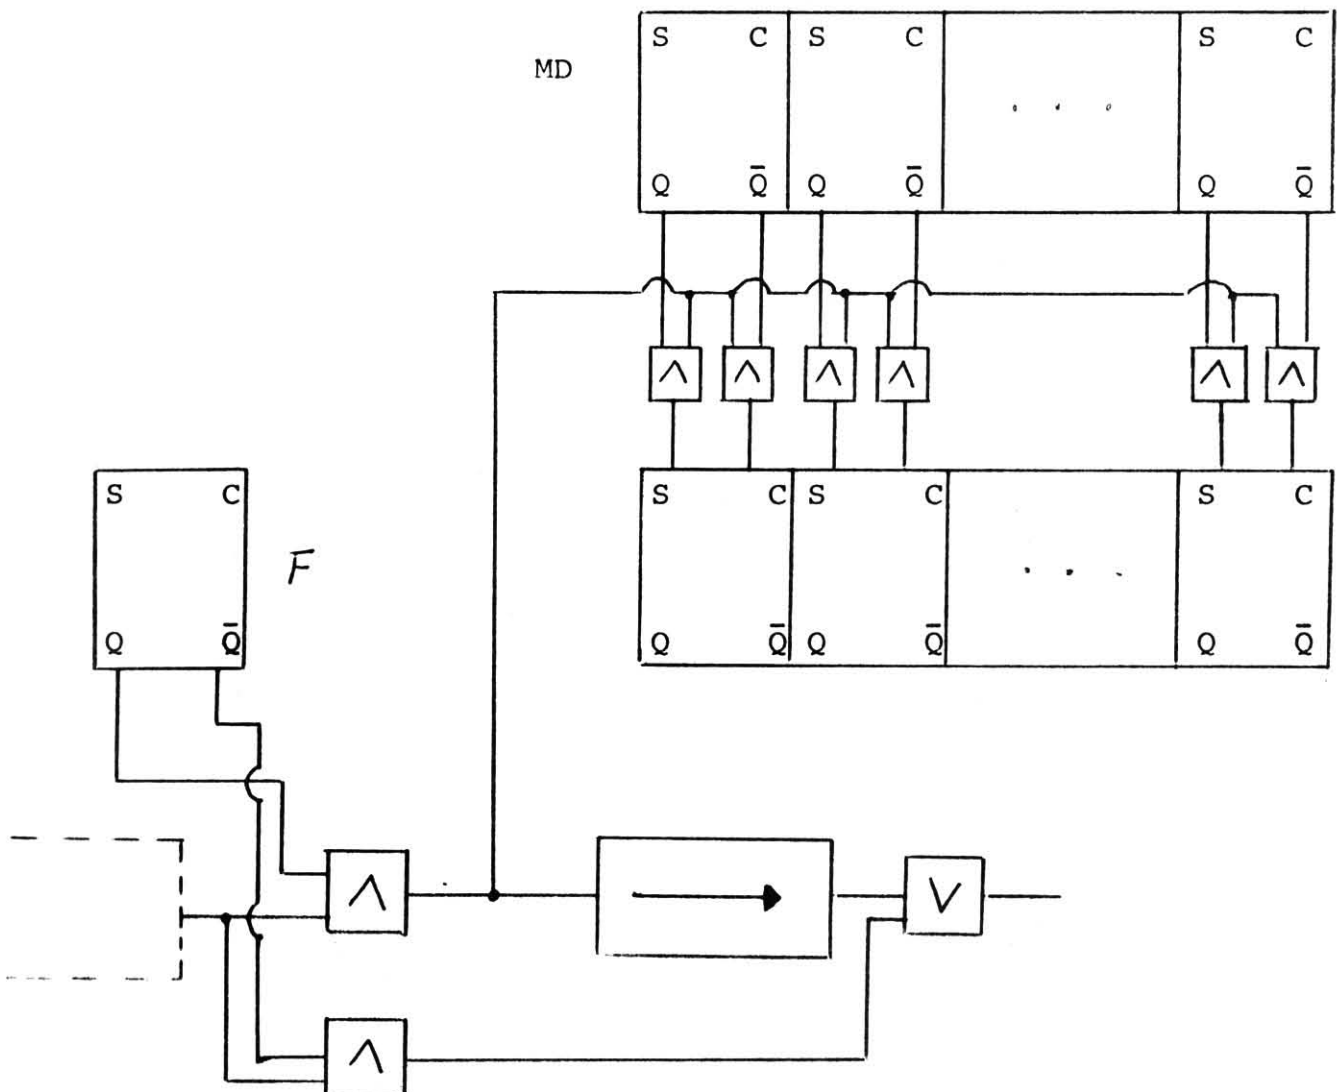 S C S C S C
MD
Q Q̄ Q Q̄ Q Q̄
∧ ∧ ∧ ∧ ∧ ∧
S C S C S C S C
F
Q Q̄ Q Q̄ Q Q̄ Q Q̄
∧ ∨
∧